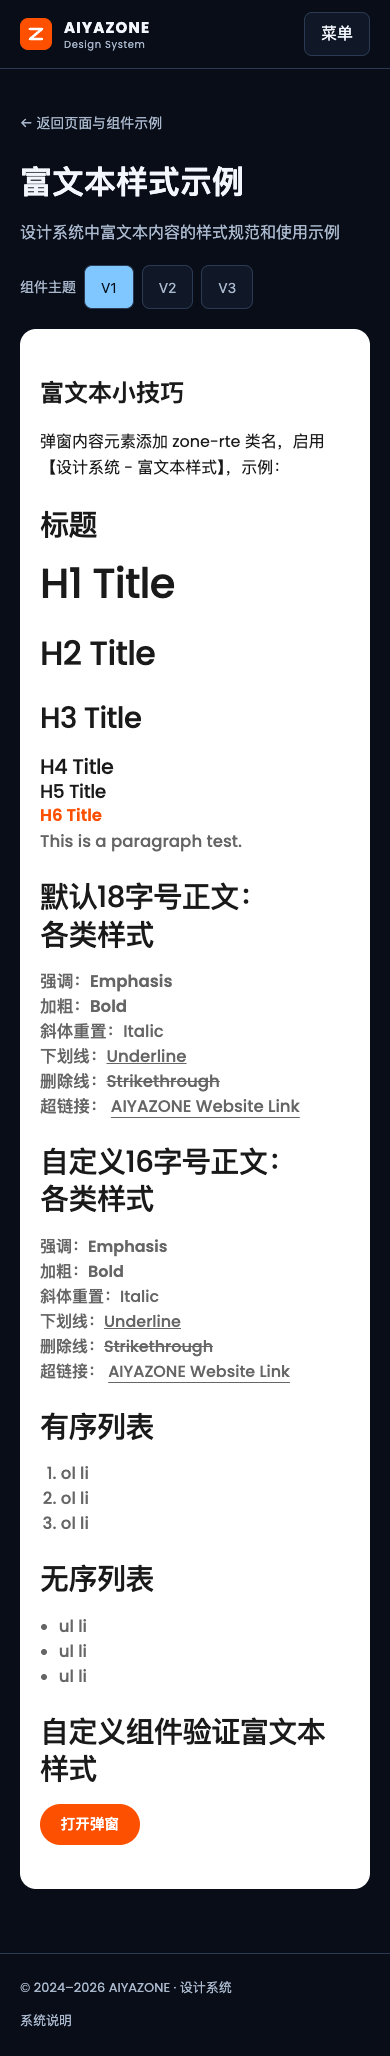 AIYAZONE
Design System
菜单
← 返回页面与组件示例
富文本样式示例
设计系统中富文本内容的样式规范和使用示例
组件主题 V1 V2 V3
富文本小技巧
弹窗内容元素添加 zone-rte 类名，启用
【设计系统 - 富文本样式】，示例：
标题
H1 Title
H2 Title
H3 Title
H4 Title
H5 Title
H6 Title
This is a paragraph test.
默认18字号正文：
各类样式
强调：Emphasis
加粗：Bold
斜体重置：Italic
下划线：Underline
删除线：Strikethrough
超链接： AIYAZONE Website Link
自定义16字号正文：
各类样式
强调：Emphasis
加粗：Bold
斜体重置：Italic
下划线：Underline
删除线：Strikethrough
超链接： AIYAZONE Website Link
有序列表
1. ol li
2. ol li
3. ol li
无序列表
• ul li
• ul li
• ul li
自定义组件验证富文本
样式
打开弹窗
© 2024–2026 AIYAZONE · 设计系统
系统说明